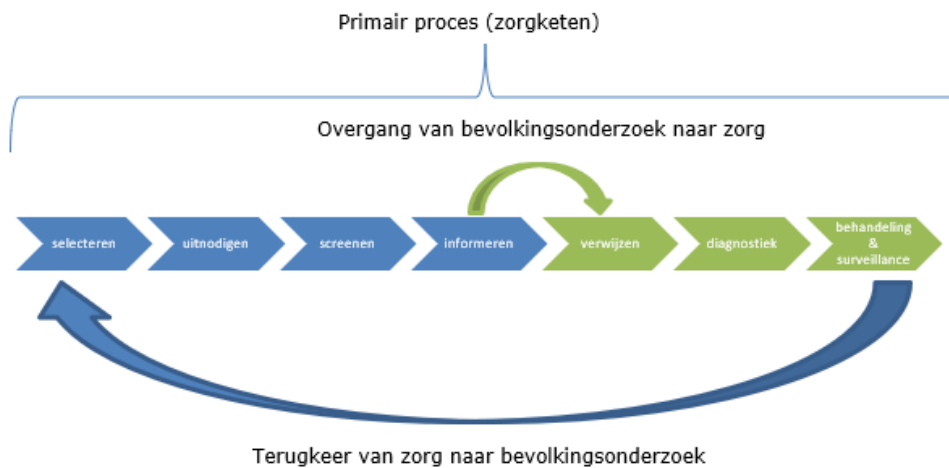 Primair proces (zorgketen)
Overgang van bevolkingsonderzoek naar zorg
selecteren
uitnodigen
screenen
informeren
verwijzen
diagnostiek
behandeling
&
surveillance
Terugkeer van zorg naar bevolkingsonderzoek